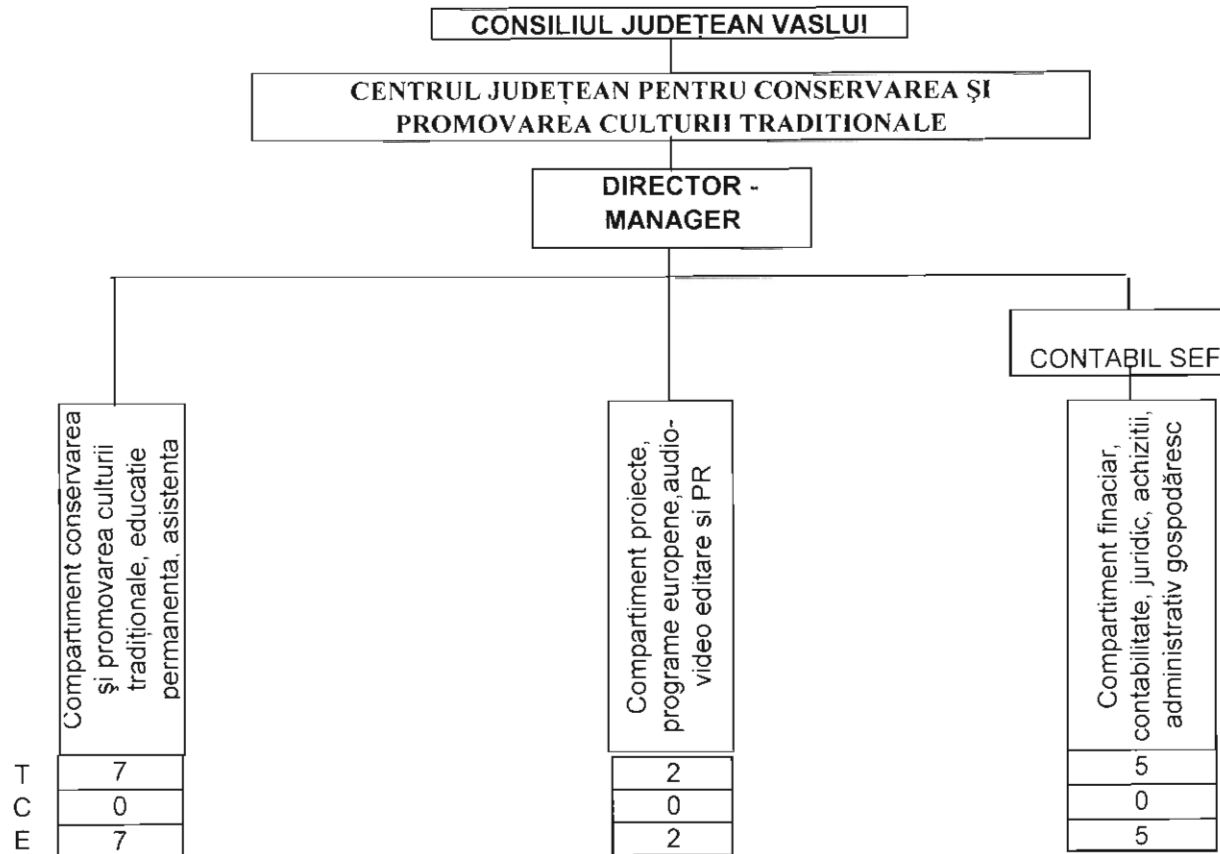 CONSILIUL JUDEȚEAN VASLUI
CENTRUL JUDEȚEAN PENTRU CONSERVAREA ȘI
PROMOVAREA CULTURII TRADITIONALE
DIRECTOR -
MANAGER
CONTABIL SEF
Compartiment conservarea
și promovarea culturii
tradiționale, educatie
permanenta, asistenta
Compartiment proiecte,
programe europene,audio-
video editare si PR
Compartiment finaciar,
contabilitate, juridic, achizitii,
administrativ gospodăresc
T 7 2 5
C 0 0 0
E 7 2 5